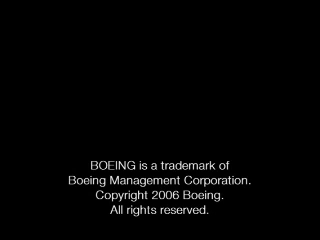 BOEING is a trademark of
Boeing Management Corporation.
Copyright 2006 Boeing.
All rights reserved.